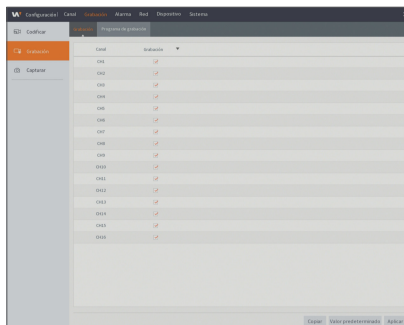 Configuración Canal Grabación Alarma Red Dispositivo Sistema
Codificar
Grabación
Capturar
Grabación Programa de grabación
Canal Grabación
CH1
CH2
CH3
CH4
CH5
CH6
CH7
CH8
CH9
CH10
CH11
CH12
CH13
CH14
CH15
CH16
Copiar Valor predeterminado Aplicar